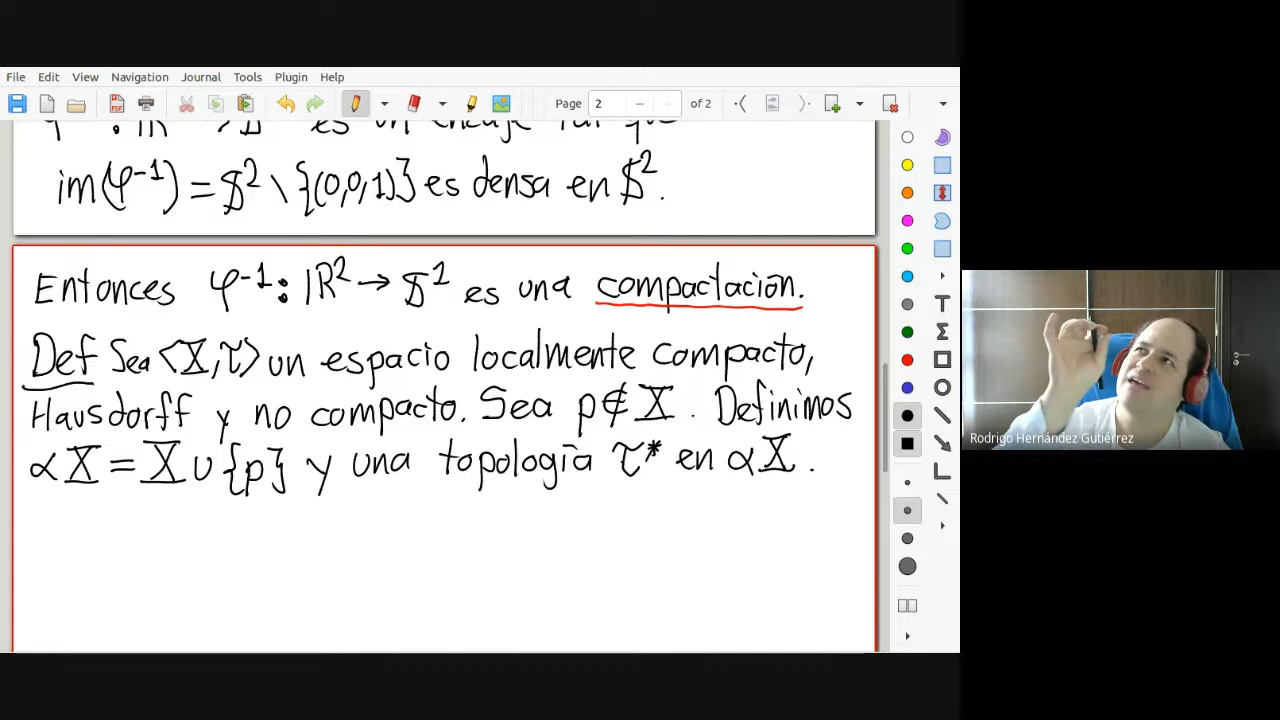 File Edit View Navigation Journal Tools Plugin Help
Page 2 of 2
im(φ⁻¹) = 𝕊² \ {(0,0,1)} es densa en 𝕊².
Entonces φ⁻¹: ℝ² → 𝕊² es una compactación.
Def Sea <X,τ> un espacio localmente compacto,
Hausdorff y no compacto. Sea p∉X. Definimos
αX = X ∪ {p} y una topología τ* en αX.
Rodrigo Hernández Gutiérrez